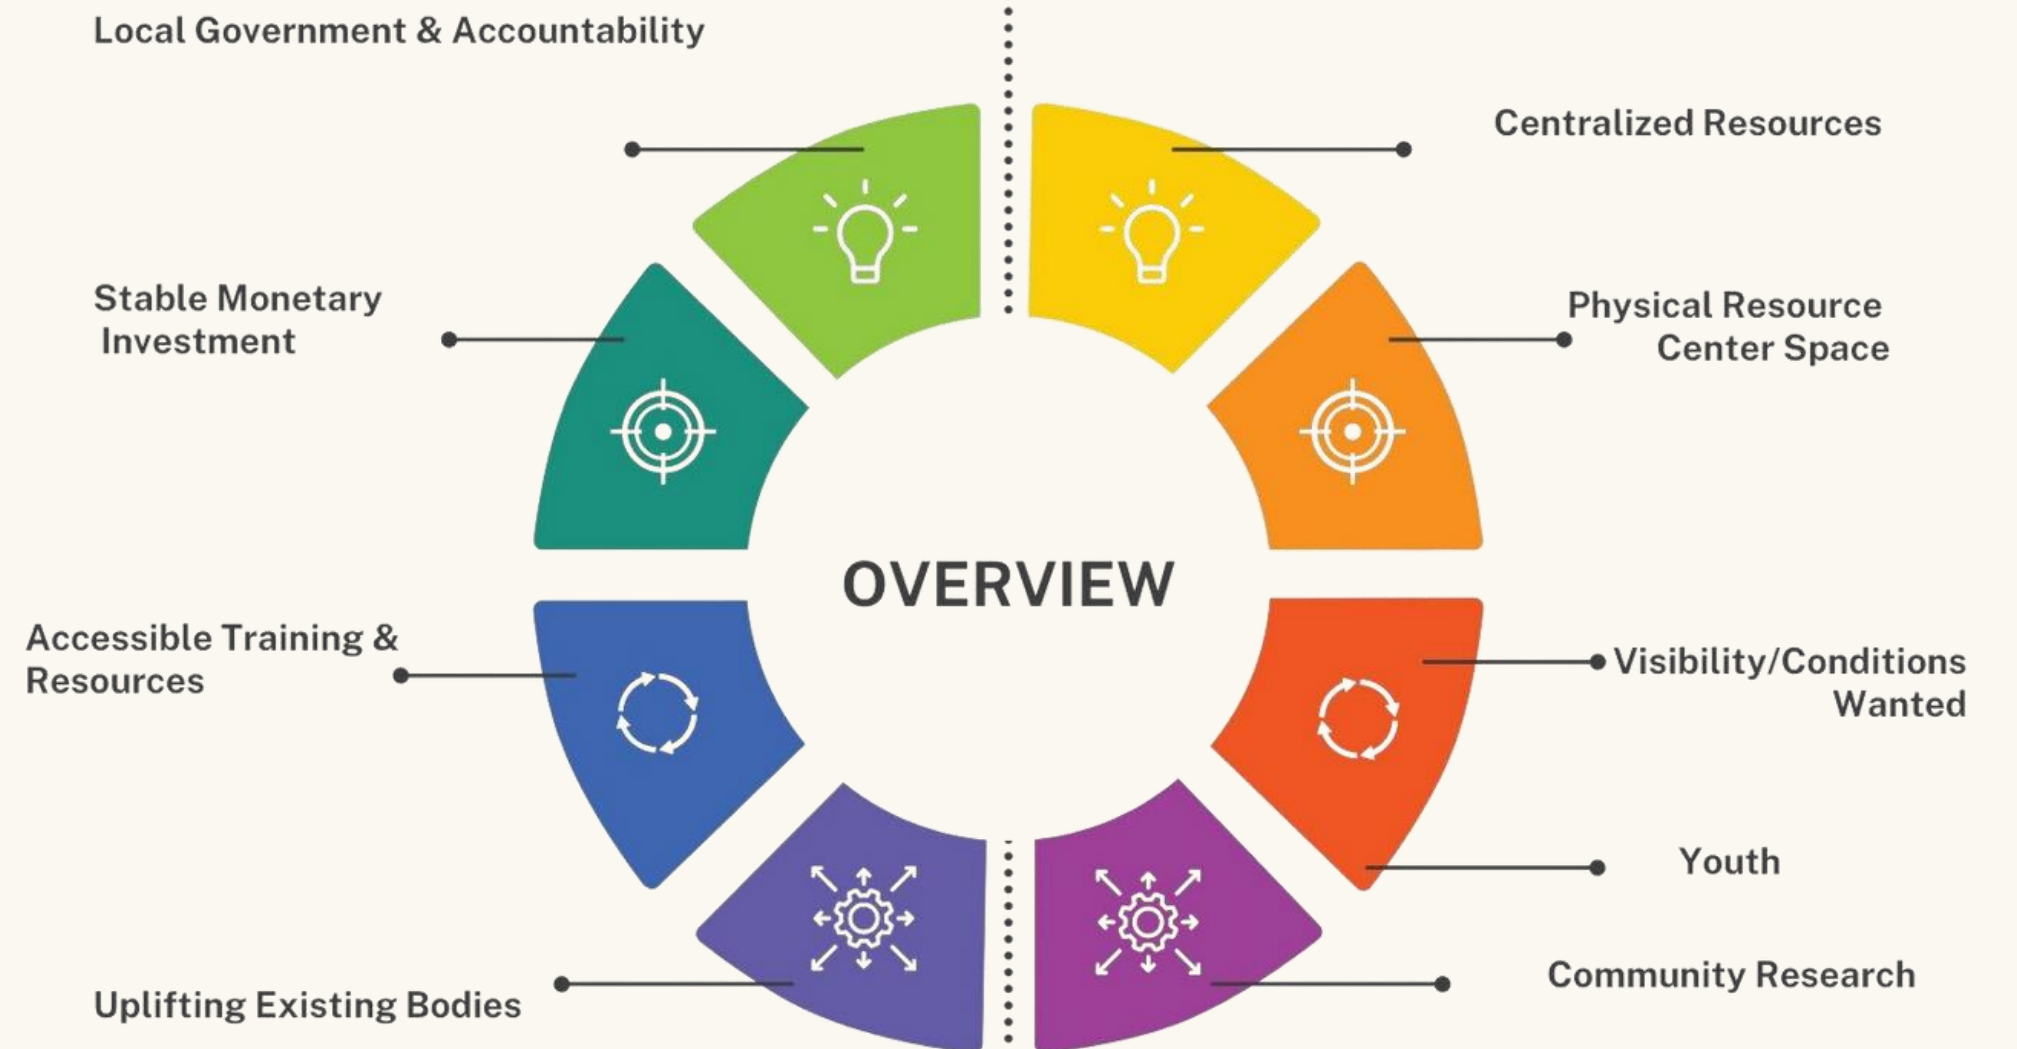 Local Government & Accountability
Centralized Resources
Stable Monetary
Investment
Physical Resource
Center Space
OVERVIEW
Accessible Training &
Resources
Visibility/Conditions
Wanted
Youth
Uplifting Existing Bodies
Community Research